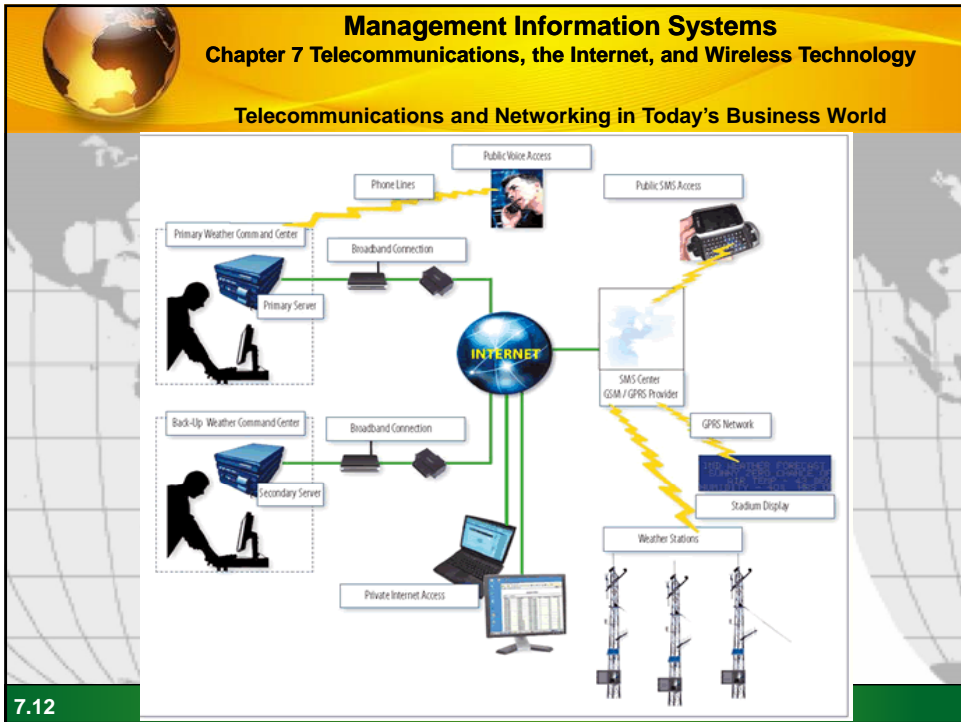 Management Information Systems
Chapter 7 Telecommunications, the Internet, and Wireless Technology
Telecommunications and Networking in Today's Business World
Public Voice Access
Phone Lines
Public SMS Access
Primary Weather Command Center
Broadband Connection
Primary Server
INTERNET
SMS Center
GSM / GPRS Provider
Back-Up Weather Command Center
Broadband Connection
GPRS Network
Secondary Server
Stadium Display
Weather Stations
Private Internet Access
7.12